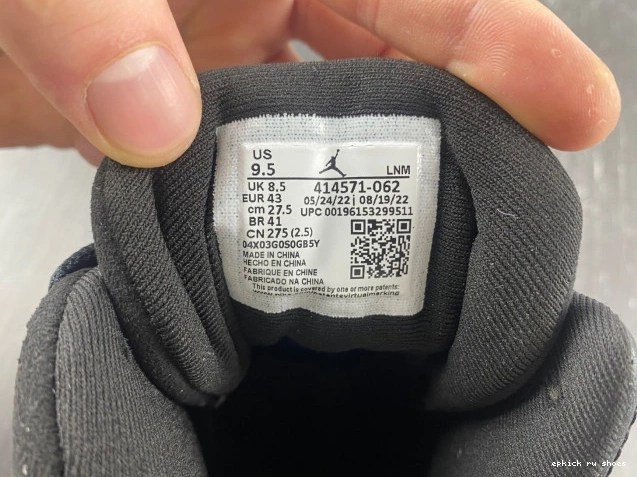 US
9.5 LNM
UK 8,5 414571-062
EUR 43 05/24/22 | 08/19/22
cm 27.5 UPC 00196153299511
BR 41
CN 275 (2.5)
04X03G0S0GB5Y
MADE IN CHINA
HECHO EN CHINA
FABRIQUE EN CHINE
FABRICADO NA CHINA
This product is covered by one or more patents:
epkick ru shoes